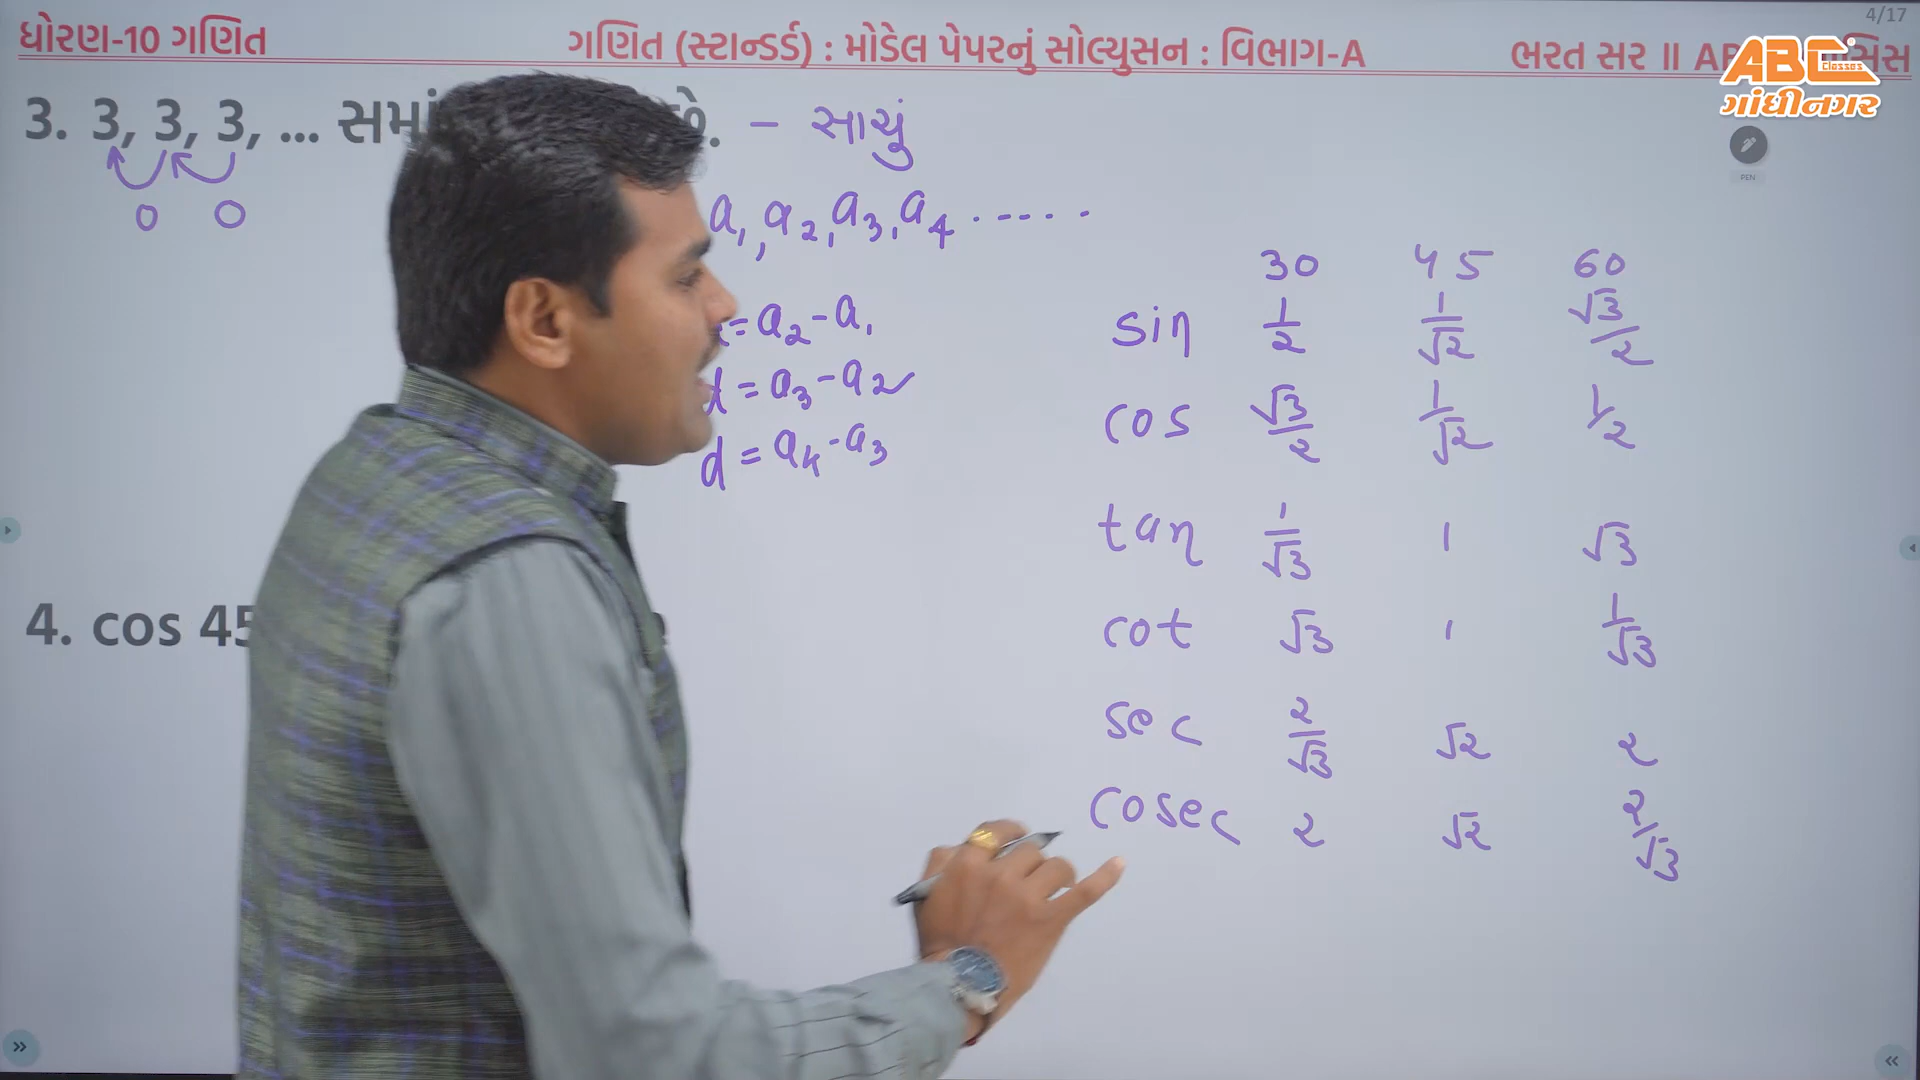 4/17
ધોરણ-10 ગણિત
ગણિત (સ્ટાન્ડર્ડ) : મોડેલ પેપરનું સોલ્યુસન : વિભાગ-A
ભરત સર ॥
ABC Classes
ગાંધીનગર
PEN
3. 3, 3, 3, ... છે. – સાચું
0 0
a₁, a₂, a₃, a₄ ......
= a₂ - a₁
d = a₃ - a₂
d = a₄ - a₃
30 45 60
sin 1/2 1/√2 √3/2
cos √3/2 1/√2 1/2
tan 1/√3 1 √3
cot √3 1 1/√3
sec 2/√3 √2 2
cosec 2 √2 2/√3
4. cos 45